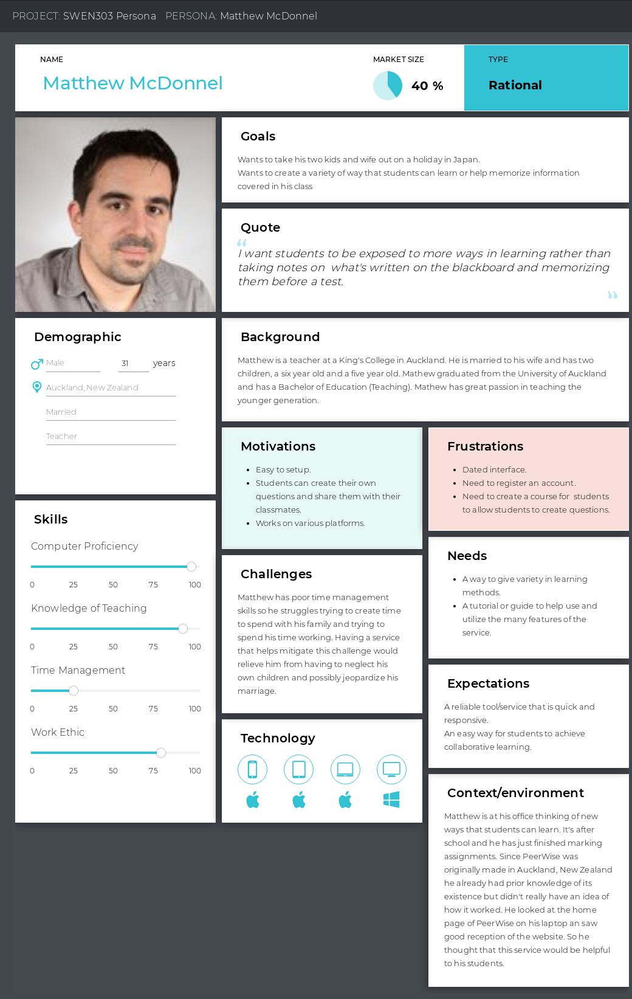 PROJECT: SWEN303 Persona PERSONA: Matthew McDonnel
NAME
Matthew McDonnel
MARKET SIZE
40 %
TYPE
Rational
Goals
Wants to take his two kids and wife out on a holiday in Japan.
Wants to create a variety of way that students can learn or help memorize information
covered in his class
Quote
“
I want students to be exposed to more ways in learning rather than
taking notes on what's written on the blackboard and memorizing
them before a test.
”
Demographic
Male
31 years
Auckland, New Zealand
Married
Teacher
Background
Matthew is a teacher at a King's College in Auckland. He is married to his wife and has two
children, a six year old and a five year old. Mathew graduated from the University of Auckland
and has a Bachelor of Education (Teaching). Mathew has great passion in teaching the
younger generation.
Skills
Computer Proficiency
0 25 50 75 100
Knowledge of Teaching
0 25 50 75 100
Time Management
0 25 50 75 100
Work Ethic
0 25 50 75 100
Motivations
• Easy to setup.
• Students can create their own
questions and share them with their
classmates.
• Works on various platforms.
Challenges
Matthew has poor time management
skills so he struggles trying to create time
to spend with his family and trying to
spend his time working. Having a service
that helps mitigate this challenge would
relieve him from having to neglect his
own children and possibly jeopardize his
marriage.
Technology
Frustrations
• Dated interface.
• Need to register an account.
• Need to create a course for students
to allow students to create questions.
Needs
• A way to give variety in learning
methods.
• A tutorial or guide to help use and
utilize the many features of the
service.
Expectations
A reliable tool/service that is quick and
responsive.
An easy way for students to achieve
collaborative learning.
Context/environment
Matthew is at his office thinking of new
ways that students can learn. It's after
school and he has just finished marking
assignments. Since PeerWise was
originally made in Auckland, New Zealand
he already had prior knowledge of its
existence but didn't really have an idea of
how it worked. He looked at the home
page of PeerWise on his laptop an saw
good reception of the website. So he
thought that this service would be helpful
to his students.